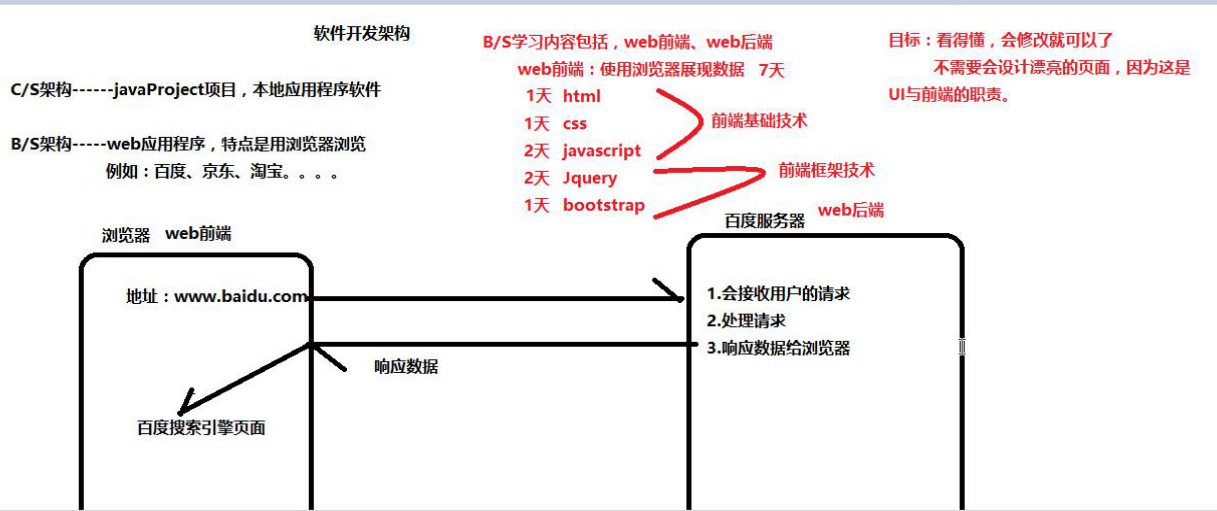 软件开发架构
C/S架构------javaProject项目，本地应用程序软件
B/S架构-----web应用程序，特点是用浏览器浏览
例如：百度、京东、淘宝。。。。
B/S学习内容包括，web前端、web后端
web前端：使用浏览器展现数据 7天
1天 html
1天 css
2天 javascript
2天 Jquery
1天 bootstrap
前端基础技术
前端框架技术
目标：看得懂，会修改就可以了
不需要会设计漂亮的页面，因为这是
UI与前端的职责。
浏览器 web前端
地址：www.baidu.com
响应数据
百度搜索引擎页面
百度服务器 web后端
1.会接收用户的请求
2.处理请求
3.响应数据给浏览器